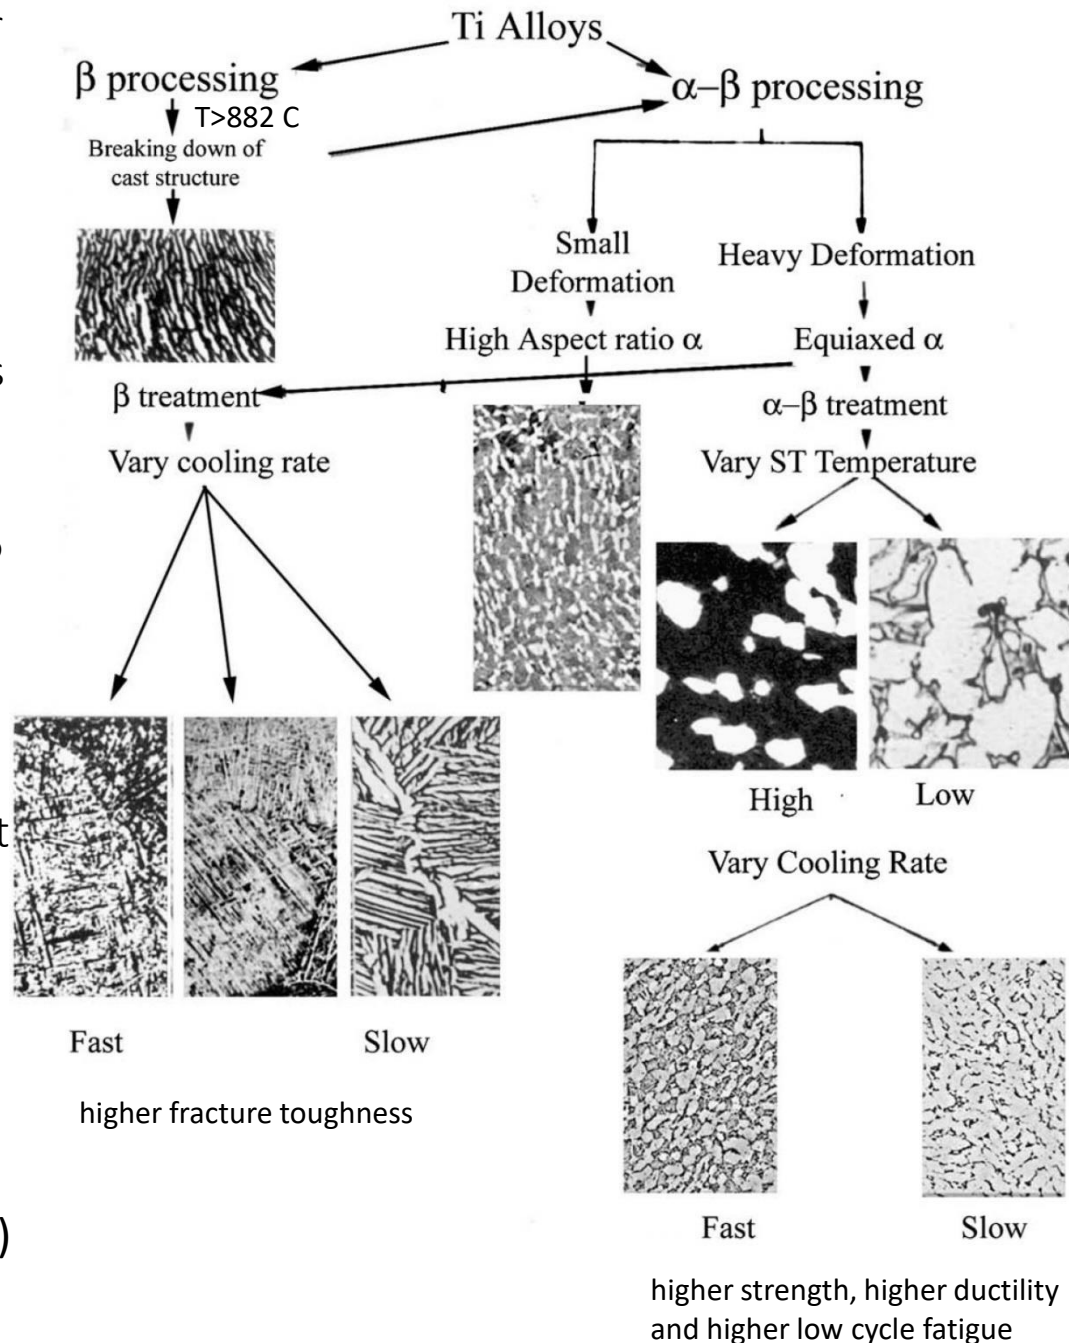 Ti Alloys
β processing
α–β processing
T>882 C
Breaking down of
cast structure
Small
Deformation
Heavy Deformation
High Aspect ratio α
Equiaxed α
s
β treatment
α–β treatment
Vary cooling rate
Vary ST Temperature
High
Low
t
Vary Cooling Rate
Fast
Slow
higher fracture toughness
Fast
Slow
)
higher strength, higher ductility
and higher low cycle fatigue